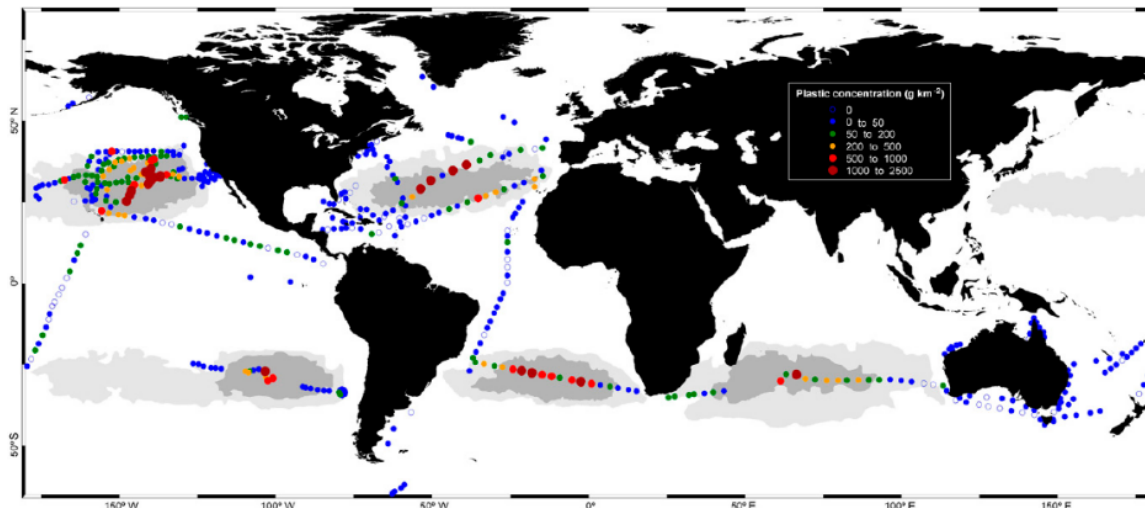 Plastic concentration (g km⁻²)
0
0 to 50
50 to 200
200 to 500
500 to 1000
1000 to 2500
50° N
0°
50° S
150° W
100° W
50° W
0°
50° E
100° E
150° E